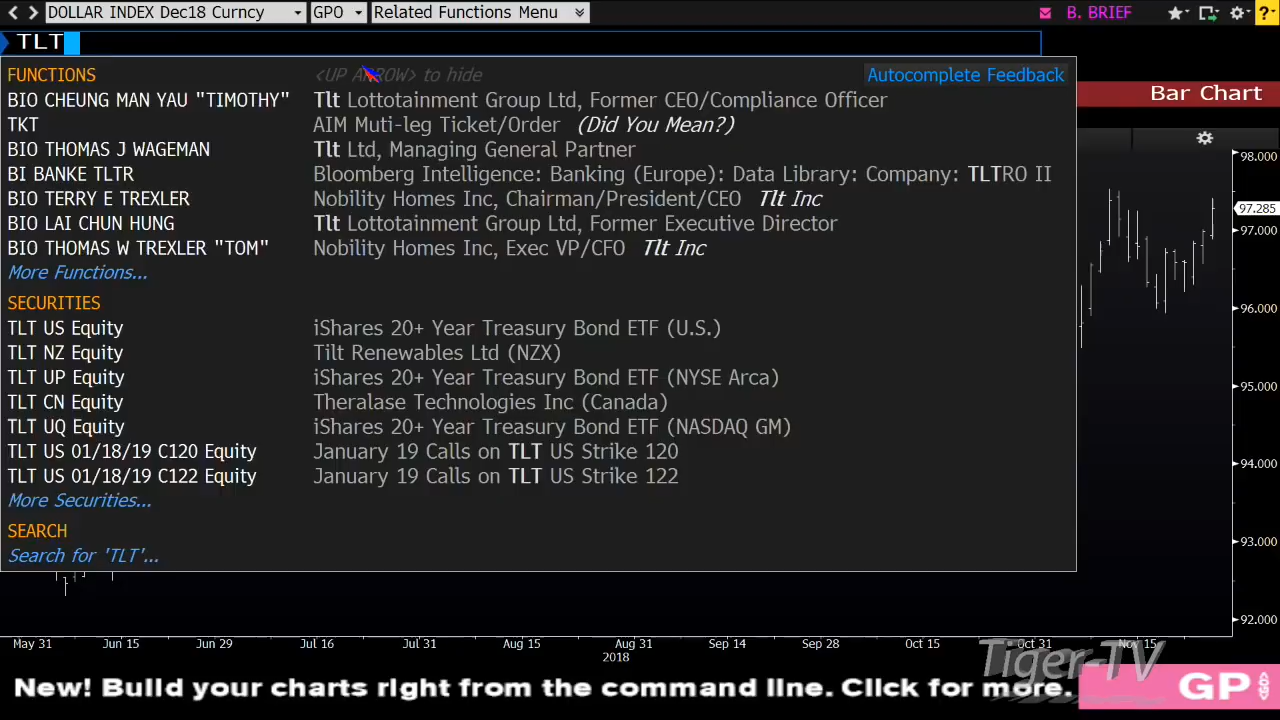 DOLLAR INDEX Dec18 Curncy GPO Related Functions Menu B. BRIEF ?
TLT
FUNCTIONS <UP ARROW> to hide Autocomplete Feedback
Bar Chart
BIO CHEUNG MAN YAU "TIMOTHY" Tlt Lottotainment Group Ltd, Former CEO/Compliance Officer
TKT AIM Muti-leg Ticket/Order (Did You Mean?)
BIO THOMAS J WAGEMAN Tlt Ltd, Managing General Partner
BI BANKE TLTR Bloomberg Intelligence: Banking (Europe): Data Library: Company: TLTRO II
BIO TERRY E TREXLER Nobility Homes Inc, Chairman/President/CEO Tlt Inc
BIO LAI CHUN HUNG Tlt Lottotainment Group Ltd, Former Executive Director
BIO THOMAS W TREXLER "TOM" Nobility Homes Inc, Exec VP/CFO Tlt Inc
More Functions...
SECURITIES
TLT US Equity iShares 20+ Year Treasury Bond ETF (U.S.)
TLT NZ Equity Tilt Renewables Ltd (NZX)
TLT UP Equity iShares 20+ Year Treasury Bond ETF (NYSE Arca)
TLT CN Equity Theralase Technologies Inc (Canada)
TLT UQ Equity iShares 20+ Year Treasury Bond ETF (NASDAQ GM)
TLT US 01/18/19 C120 Equity January 19 Calls on TLT US Strike 120
TLT US 01/18/19 C122 Equity January 19 Calls on TLT US Strike 122
More Securities...
SEARCH
Search for 'TLT'...
98.000
97.285
97.000
96.000
95.000
94.000
93.000
92.000
May 31 Jun 15 Jun 29 Jul 16 Jul 31 Aug 15 Aug 31 Sep 14 Sep 28 Oct 15 Oct 31 Nov 15
2018
Tiger-TV
New! Build your charts right from the command line. Click for more. GP